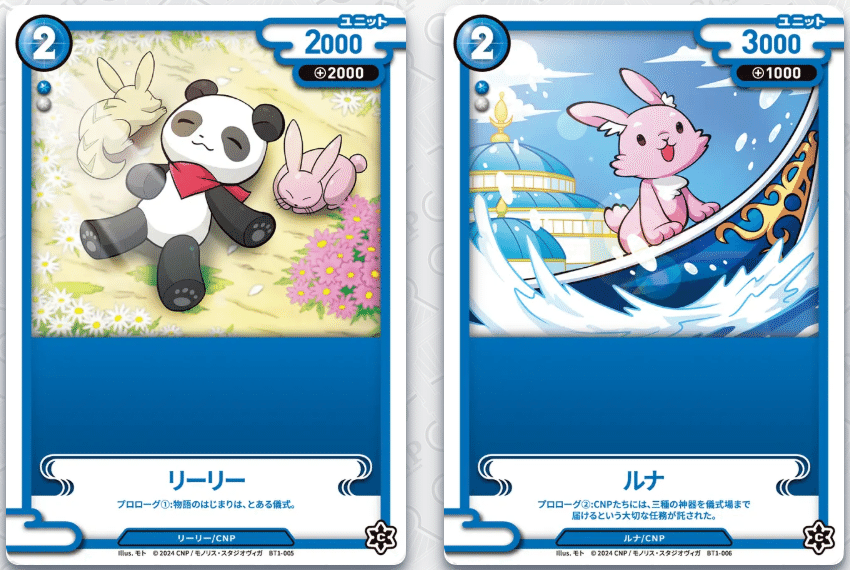 2
ユニット
2000
+2000
リーリー
プロローグ①:物語のはじまりは、とある儀式。
リーリー/CNP
C
Illus. モト © 2024 CNP / モノリス・スタジオヴィガ BT1-005
2
ユニット
3000
+1000
ルナ
プロローグ②:CNPたちには、三種の神器を儀式場まで
届けるという大切な任務が託された。
ルナ/CNP
C
Illus. モト © 2024 CNP / モノリス・スタジオヴィガ BT1-006